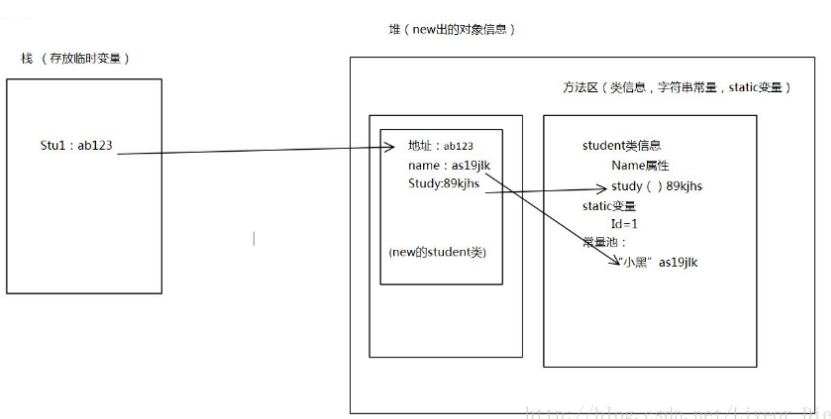 堆（new出的对象信息）
栈 （存放临时变量）
方法区（类信息，字符串常量，static变量）
Stu1：ab123
地址：ab123
name：as19jlk
Study:89kjhs
(new的student类)
student类信息
Name属性
study（ ）89kjhs
static变量
Id=1
常量池：
“小黑”as19jlk